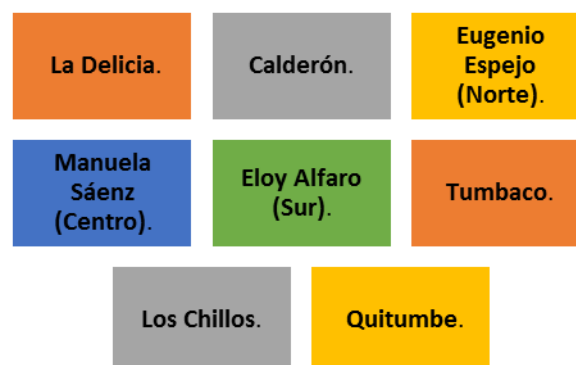 La Delicia.
Calderón.
Eugenio
Espejo
(Norte).
Manuela
Sáenz
(Centro).
Eloy Alfaro
(Sur).
Tumbaco.
Los Chillos.
Quitumbe.